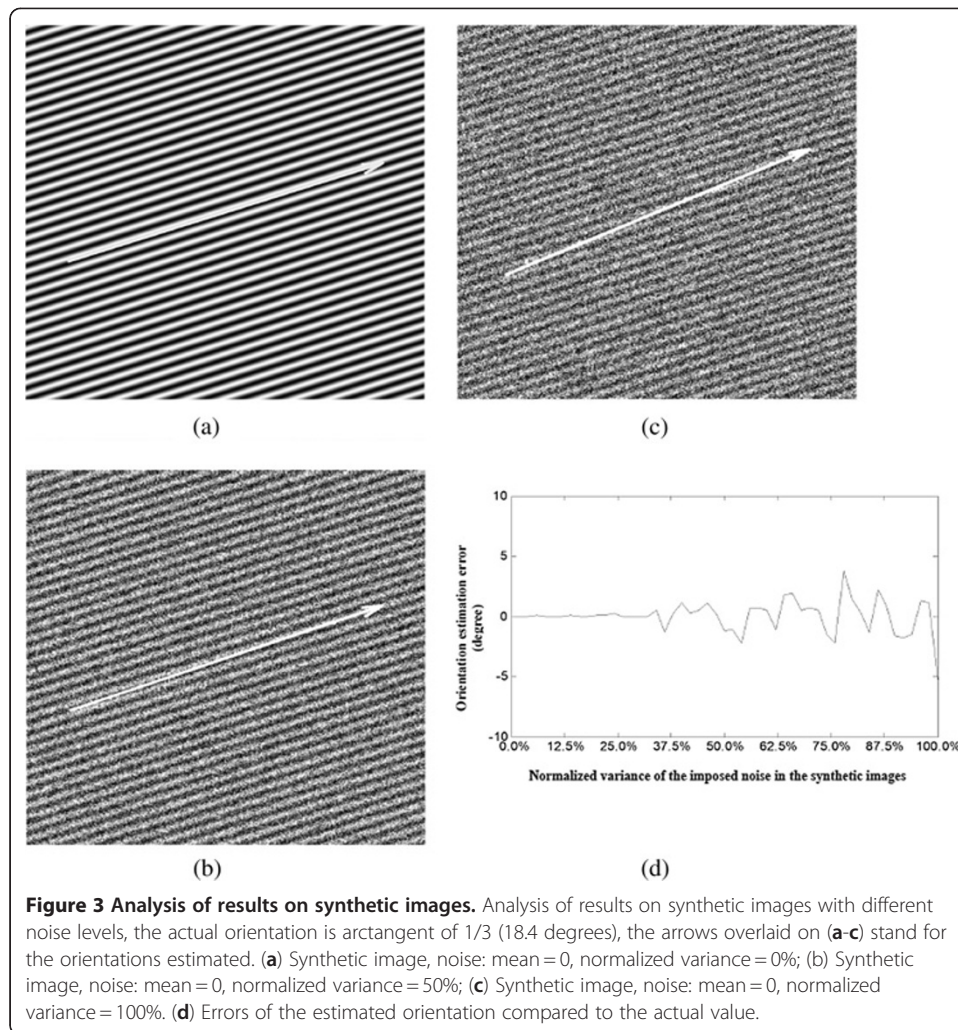 (a)
(c)
10
5
0
-5
-10
Orientation estimation error
(degree)
0.0% 12.5% 25.0% 37.5% 50.0% 62.5% 75.0% 87.5% 100.0%
Normalized variance of the imposed noise in the synthetic images
(b)
(d)
Figure 3 Analysis of results on synthetic images. Analysis of results on synthetic images with different
noise levels, the actual orientation is arctangent of 1/3 (18.4 degrees), the arrows overlaid on (a-c) stand for
the orientations estimated. (a) Synthetic image, noise: mean = 0, normalized variance = 0%; (b) Synthetic
image, noise: mean = 0, normalized variance = 50%; (c) Synthetic image, noise: mean = 0, normalized
variance = 100%. (d) Errors of the estimated orientation compared to the actual value.